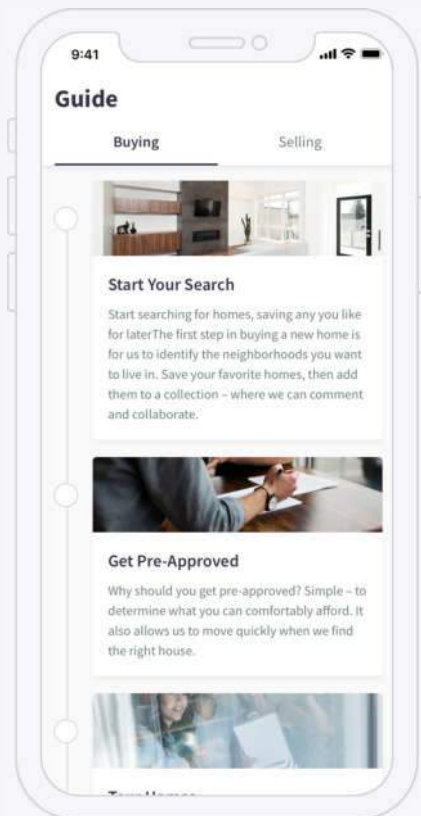 9:41
Guide
Buying Selling
Start Your Search
Start searching for homes, saving any you like
for laterThe first step in buying a new home is
for us to identify the neighborhoods you want
to live in. Save your favorite homes, then add
them to a collection – where we can comment
and collaborate.
Get Pre-Approved
Why should you get pre-approved? Simple – to
determine what you can comfortably afford. It
also allows us to move quickly when we find
the right house.
Tour Homes